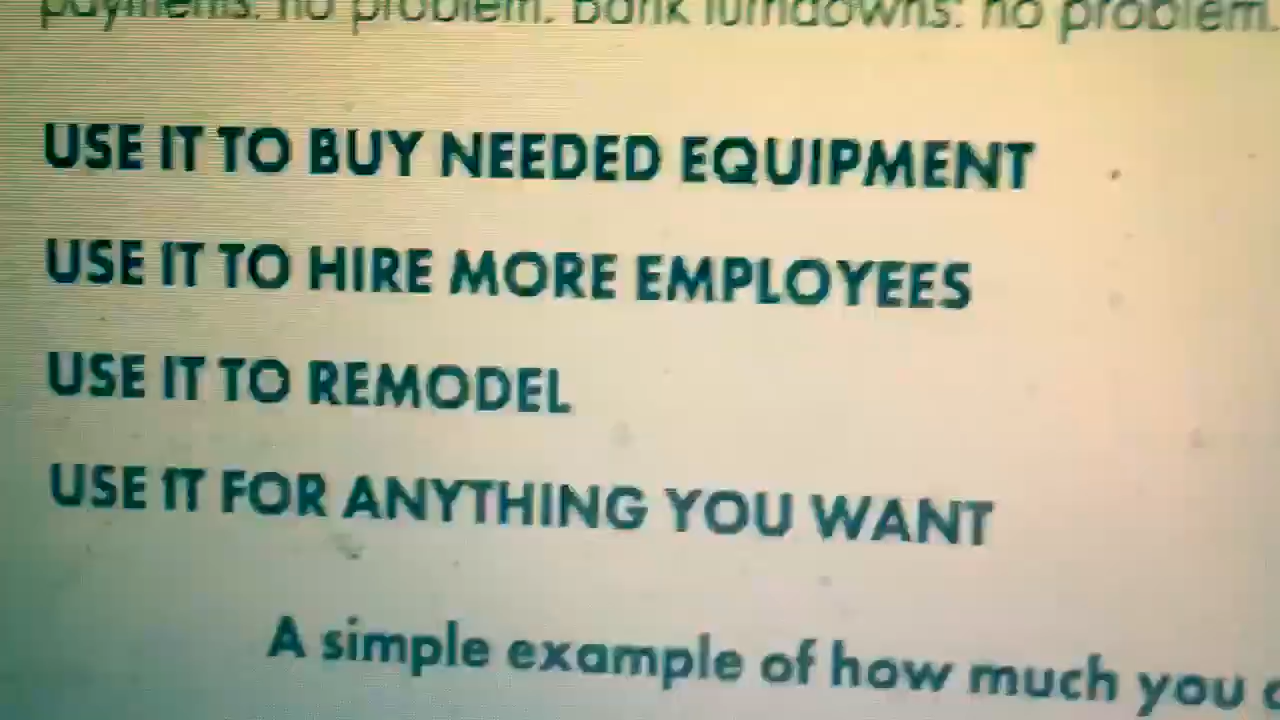 payments: no problem. Bank turndowns: no problem.
USE IT TO BUY NEEDED EQUIPMENT
USE IT TO HIRE MORE EMPLOYEES
USE IT TO REMODEL
USE IT FOR ANYTHING YOU WANT
A simple example of how much you